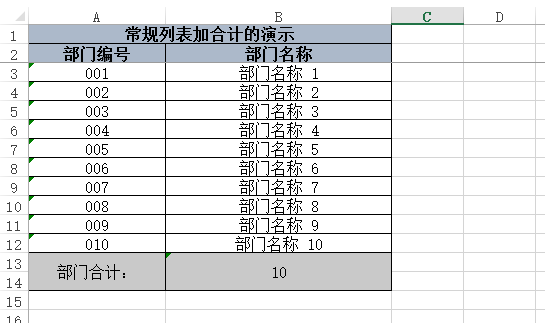 A B C D
1 常规列表加合计的演示
2 部门编号 部门名称
3 001 部门名称 1
4 002 部门名称 2
5 003 部门名称 3
6 004 部门名称 4
7 005 部门名称 5
8 006 部门名称 6
9 007 部门名称 7
10 008 部门名称 8
11 009 部门名称 9
12 010 部门名称 10
13
部门合计： 10
14
15
16